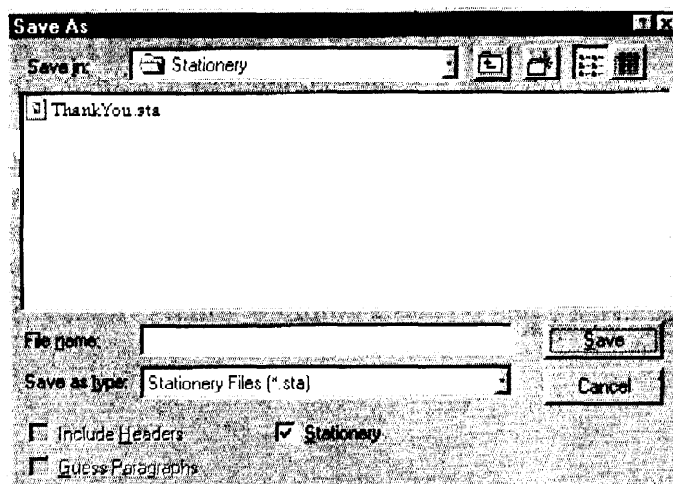 Save As
Save in: Stationery
ThankYou.sta
File name:
Save
Save as type: Stationery Files (*.sta)
Cancel
Include Headers
Stationery
Guess Paragraphs